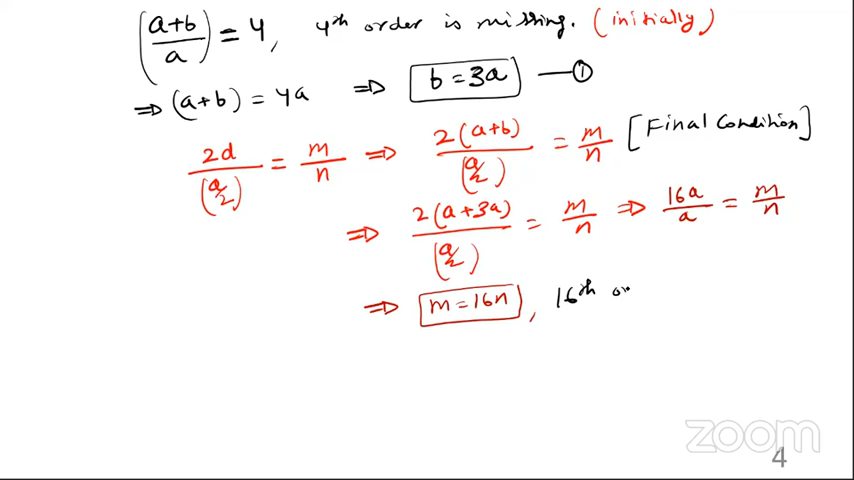 (a+b/a) = 4, 4th order is missing. (initially)
⇒ (a+b) = 4a ⇒ b = 3a —①
2d/(a/2) = m/n ⇒ 2(a+b)/(a/2) = m/n [Final Condition]
⇒ 2(a+3a)/(a/2) = m/n ⇒ 16a/a = m/n
⇒ m = 16n, 16th or
zoom
4